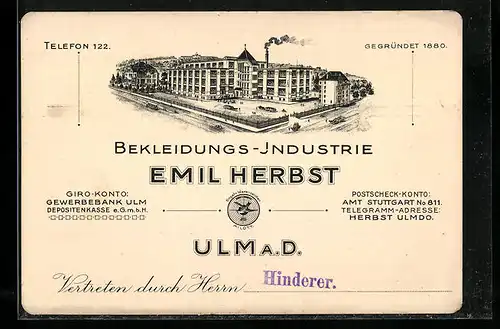 TELEFON 122.
GEGRÜNDET 1880.
BEKLEIDUNGS-JNDUSTRIE
EMIL HERBST
GIRO-KONTO:
GEWERBEBANK ULM
DEPOSITENKASSE e.G.m.b.H.
POSTSCHECK-KONTO:
AMT STUTTGART No 811.
TELEGRAMM-ADRESSE:
HERBST ULMDO.
ULM A.D.
Vertreten durch Herrn Hinderer.